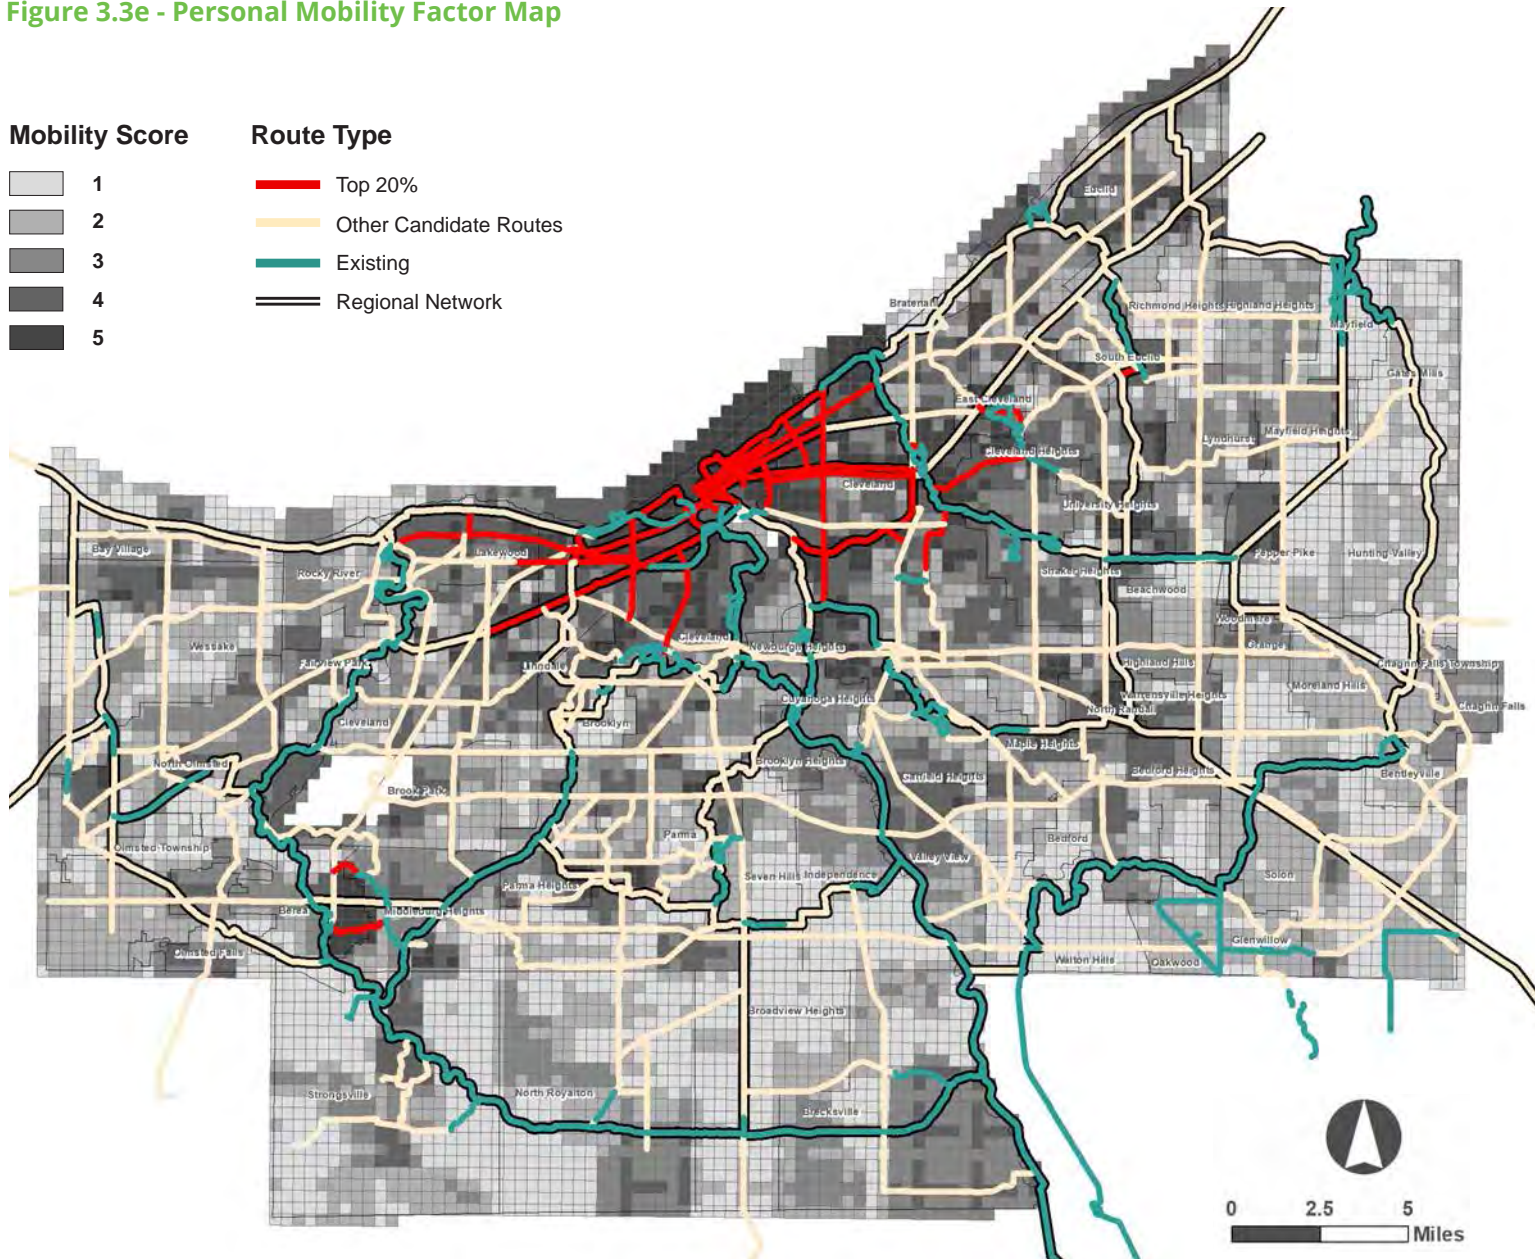 Figure 3.3e - Personal Mobility Factor Map
Mobility Score
Route Type
1
Top 20%
2
Other Candidate Routes
3
Existing
4
Regional Network
5
Euclid
Bratenahl
Richmond Heights
Highland Heights
Mayfield
South Euclid
Gates Mills
East Cleveland
Lyndhurst
Mayfield Heights
Cleveland Heights
Cleveland
University Heights
Bay Village
Lakewood
Pepper Pike
Hunting Valley
Rocky River
Shaker Heights
Beachwood
Woodmere
Westlake
Cleveland
Newburgh Heights
Orange
Fairview Park
Linndale
Highland Hills
Chagrin Falls Township
Moreland Hills
Cuyahoga Heights
Warrensville Heights
North Randall
Chagrin Falls
Cleveland
Brooklyn
Maple Heights
North Olmsted
Brooklyn Heights
Garfield Heights
Bedford Heights
Bentleyville
Brook Park
Parma
Bedford
Olmsted Township
Valley View
Seven Hills
Independence
Solon
Parma Heights
Berea
Middleburg Heights
Glenwillow
Olmsted Falls
Walton Hills
Oakwood
Broadview Heights
Strongsville
North Royalton
Brecksville
0
2.5
5
Miles